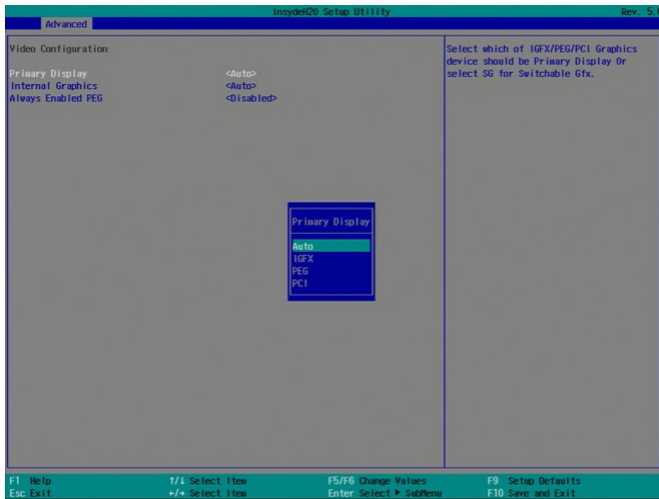 InsydeH20 Setup Utility Rev. 5.
Advanced
Video Configuration
Primary Display <Auto>
Internal Graphics <Auto>
Always Enabled PEG <Disabled>
Select which of IGFX/PEG/PCI Graphics
device should be Primary Display Or
select SG for Switchable Gfx.
Primary Display
Auto
IGFX
PEG
PCI
F1 Help ↑/↓ Select Item F5/F6 Change Values F9 Setup Defaults
Esc Exit ←/→ Select Item Enter Select ▶ SubMenu F10 Save and Exit